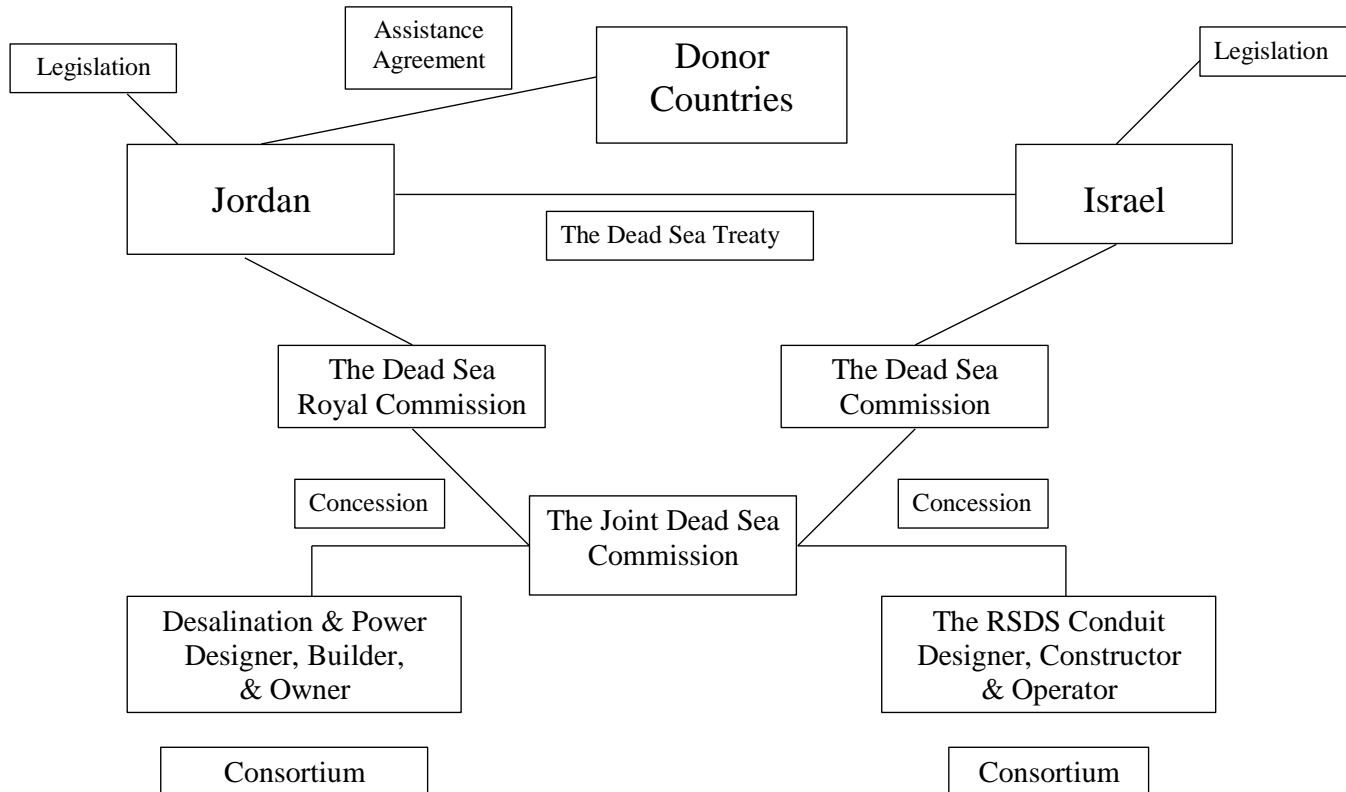 Assistance
Agreement
Donor
Countries
Legislation
Legislation
Jordan
Israel
The Dead Sea Treaty
The Dead Sea
Royal Commission
The Dead Sea
Commission
Concession
The Joint Dead Sea
Commission
Concession
Desalination & Power
Designer, Builder,
& Owner
The RSDS Conduit
Designer, Constructor
& Operator
Consortium
Consortium